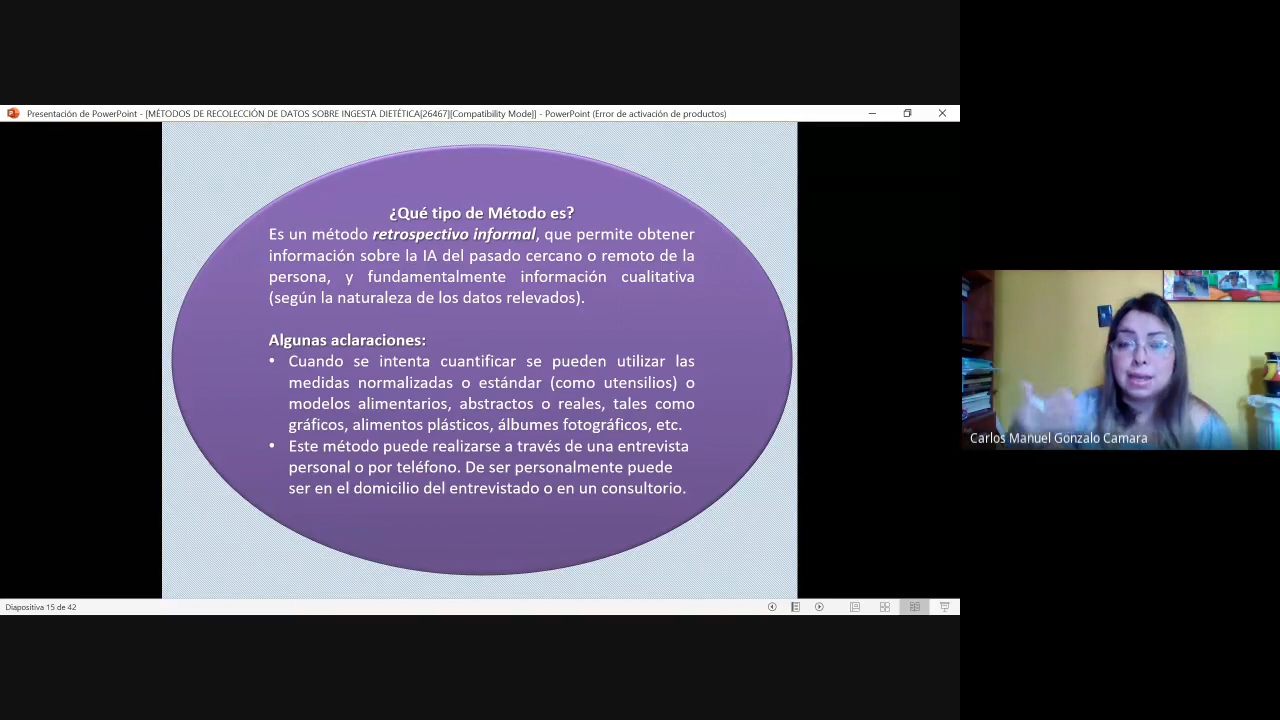 Presentación de PowerPoint - [MÉTODOS DE RECOLECCIÓN DE DATOS SOBRE INGESTA DIETÉTICA[26467][Compatibility Mode]] - PowerPoint (Error de activación de productos)
¿Qué tipo de Método es?
Es un método retrospectivo informal, que permite obtener
información sobre la IA del pasado cercano o remoto de la
persona, y fundamentalmente información cualitativa
(según la naturaleza de los datos relevados).
Algunas aclaraciones:
• Cuando se intenta cuantificar se pueden utilizar las
medidas normalizadas o estándar (como utensilios) o
modelos alimentarios, abstractos o reales, tales como
gráficos, alimentos plásticos, álbumes fotográficos, etc.
• Este método puede realizarse a través de una entrevista
personal o por teléfono. De ser personalmente puede
ser en el domicilio del entrevistado o en un consultorio.
Carlos Manuel Gonzalo Camara
Diapositiva 15 de 42